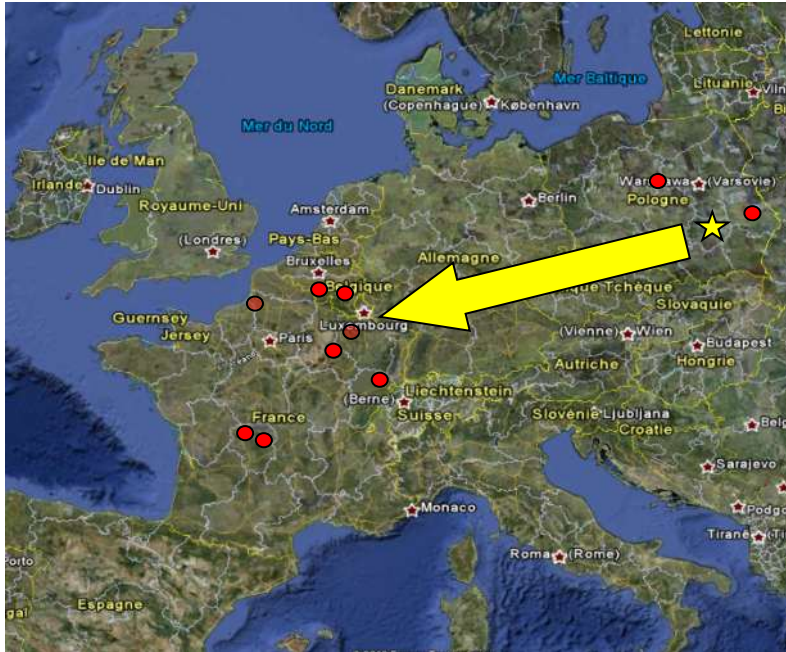 Lettonie
Mer Baltique
Lituanie
Danemark
(Copenhague)
København
Mer du Nord
Ile de Man
Irlande
Dublin
Royaume-Uni
(Londres)
Amsterdam
Pays-Bas
Berlin
(Varsovie)
Pologne
Bruxelles
Belgique
Allemagne
Tchèque
Slovaquie
Luxembourg
Guernsey
Jersey
Paris
(Vienne)
Wien
Budapest
Hongrie
Autriche
Liechtenstein
(Berne)
Suisse
France
Slovénie
Ljubljana
Croatie
Sarajevo
Monaco
Roma
(Rome)
Porto
Espagne